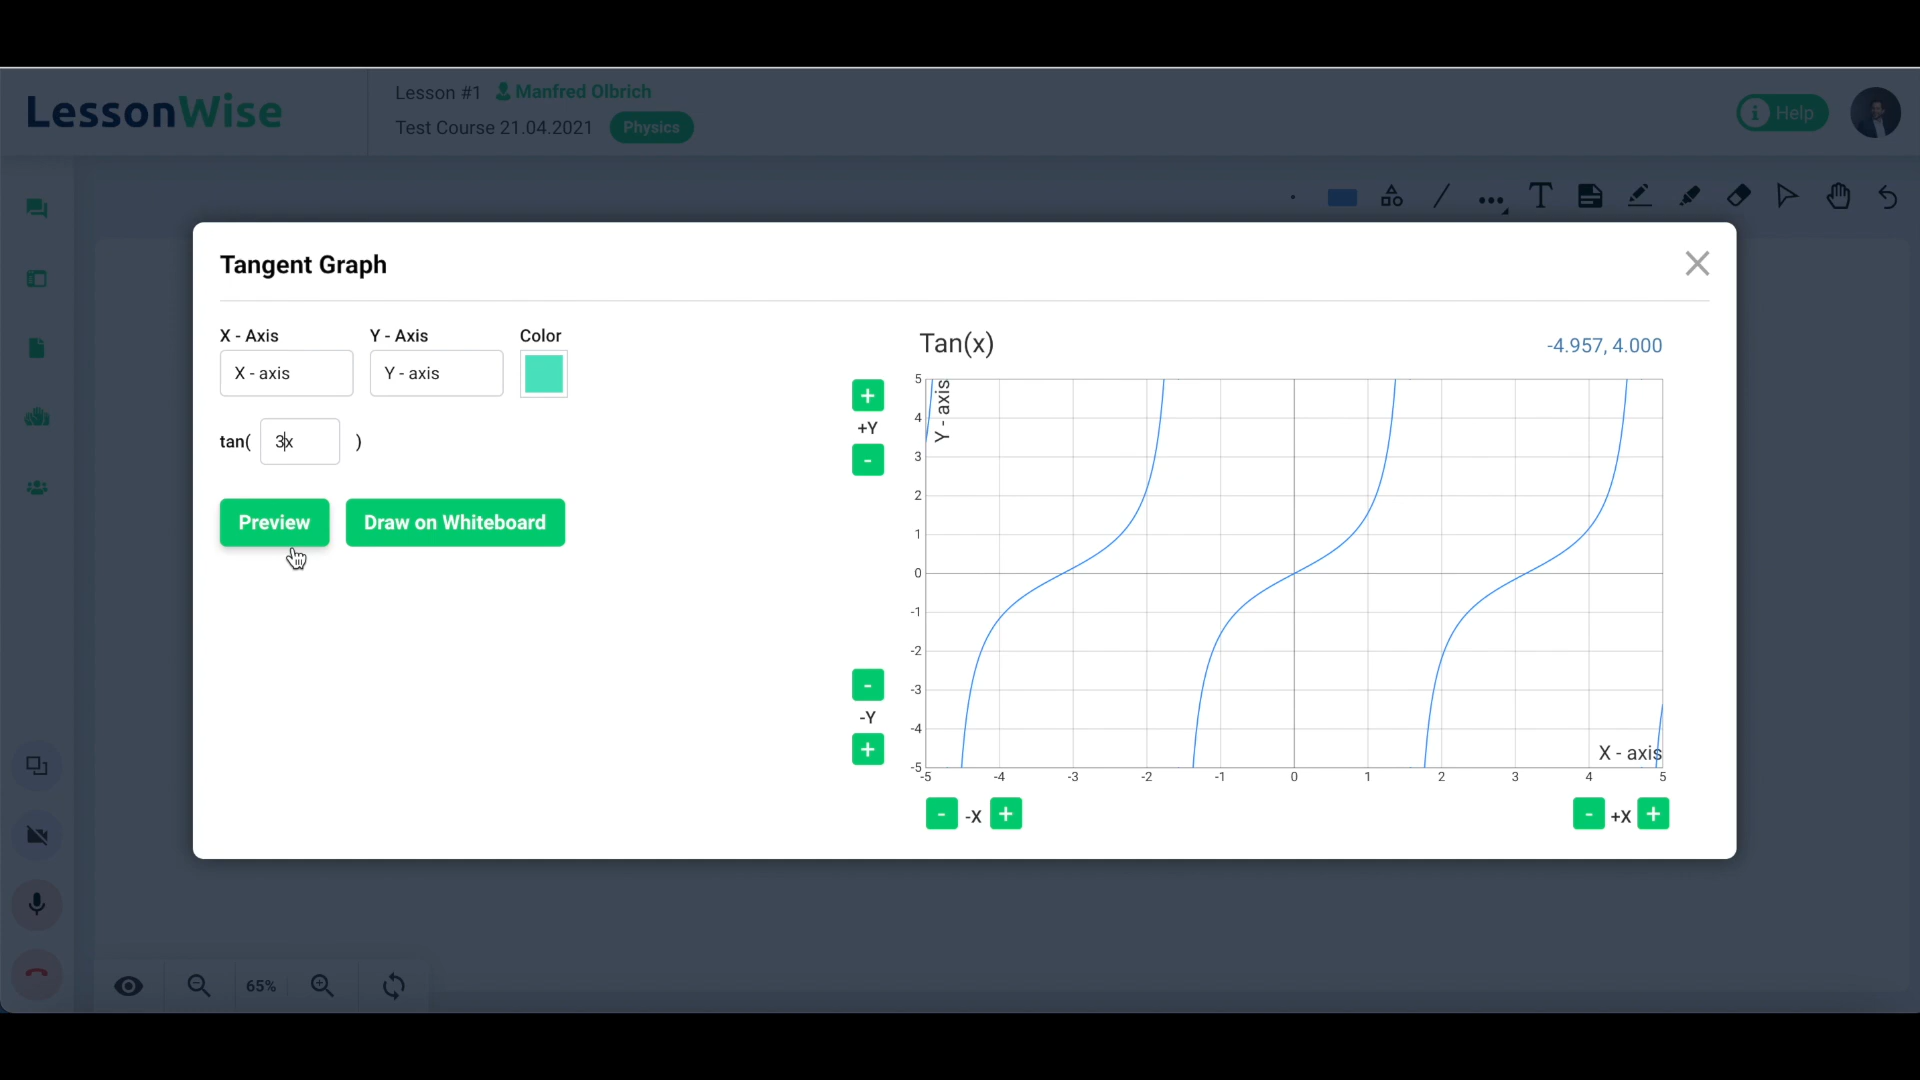 LessonWise
Lesson #1 Manfred Olbrich
Test Course 21.04.2021 Physics
i Help
T
Tangent Graph
X - Axis Y - Axis Color
X - axis Y - axis
tan( 3x )
Preview Draw on Whiteboard
Tan(x) -4.957, 4.000
+
+Y
-
-
-Y
+
5
4
3
2
1
0
-1
-2
-3
-4
-5
Y - axis
X - axis
-5 -4 -3 -2 -1 0 1 2 3 4 5
- -X + - +X +
65%